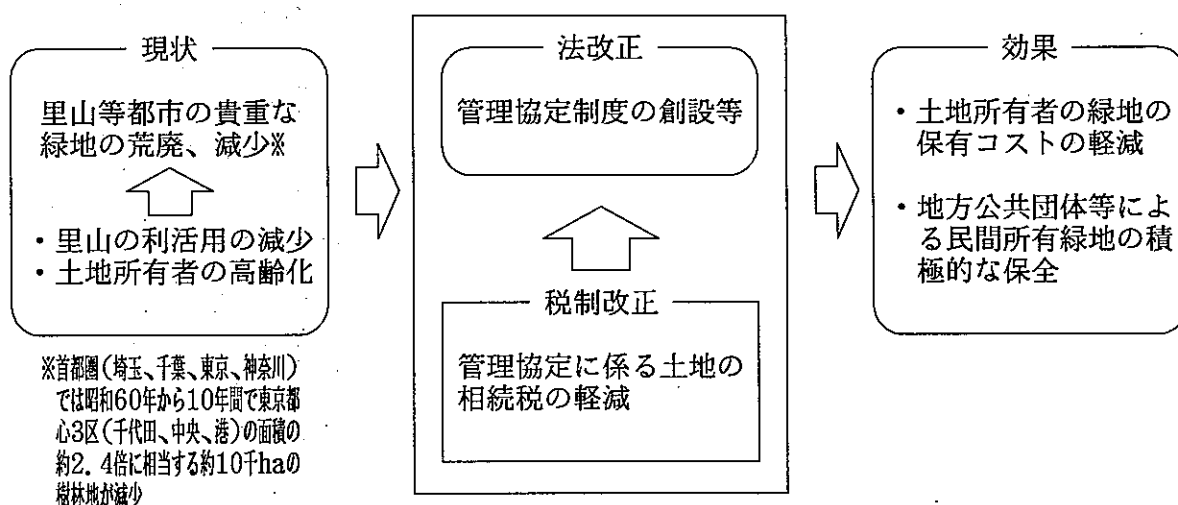 現状
里山等都市の貴重な
緑地の荒廃、減少※
・里山の利活用の減少
・土地所有者の高齢化
※首都圏(埼玉、千葉、東京、神奈川)
では昭和60年から10年間で東京都
心3区(千代田、中央、港)の面積の
約2.4倍に相当する約10千haの
樹林地が減少
法改正
管理協定制度の創設等
税制改正
管理協定に係る土地の
相続税の軽減
効果
・土地所有者の緑地の
保有コストの軽減
・地方公共団体等によ
る民間所有緑地の積
極的な保全